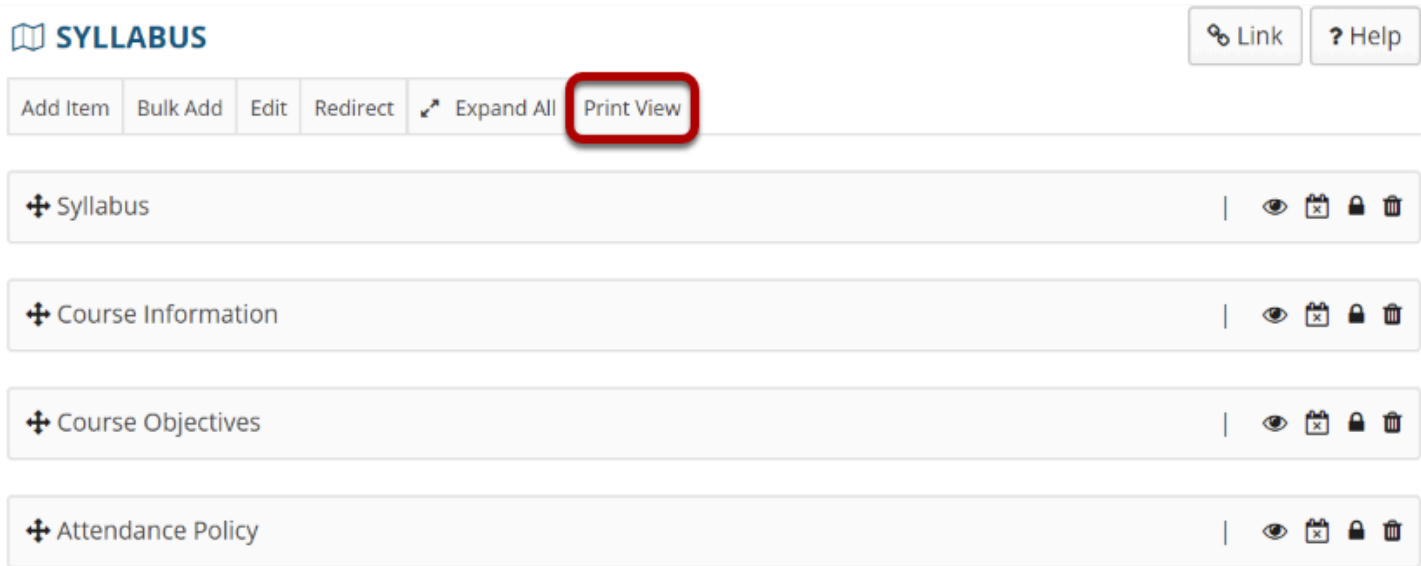 SYLLABUS
Link ? Help
Add Item Bulk Add Edit Redirect Expand All Print View
Syllabus |
Course Information |
Course Objectives |
Attendance Policy |